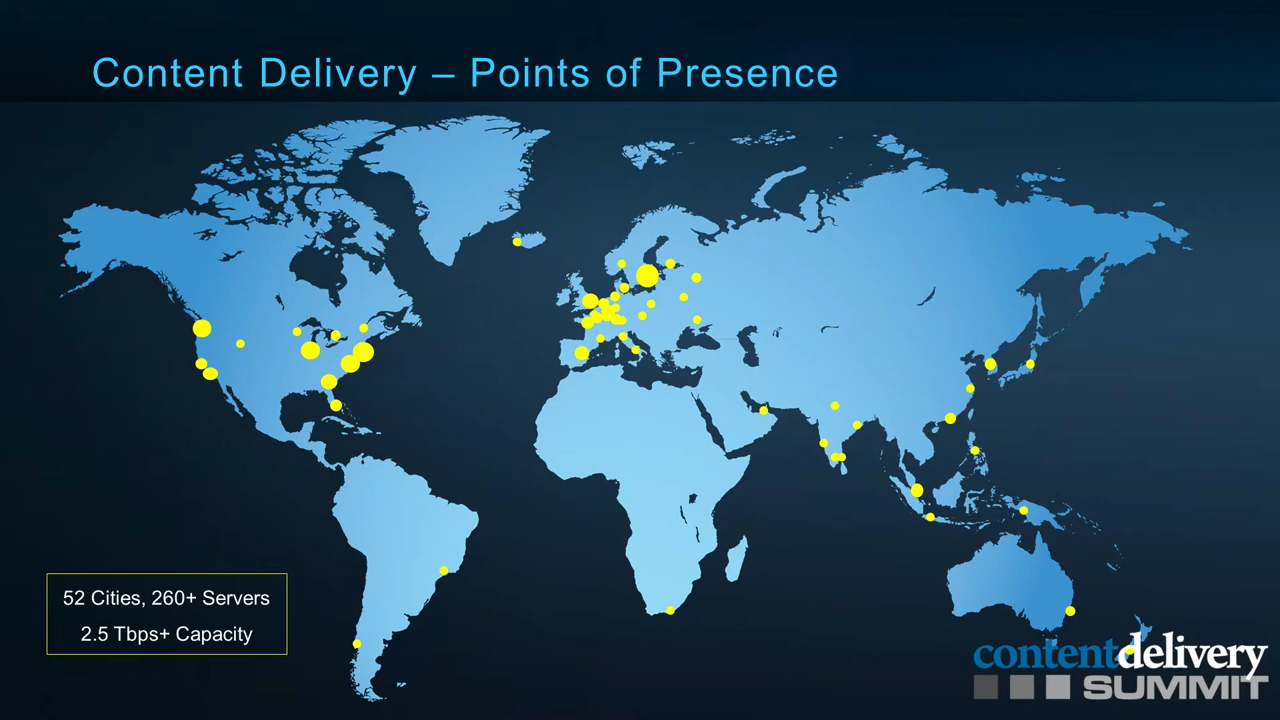 Content Delivery – Points of Presence
52 Cities, 260+ Servers
2.5 Tbps+ Capacity
contentdelivery
SUMMIT